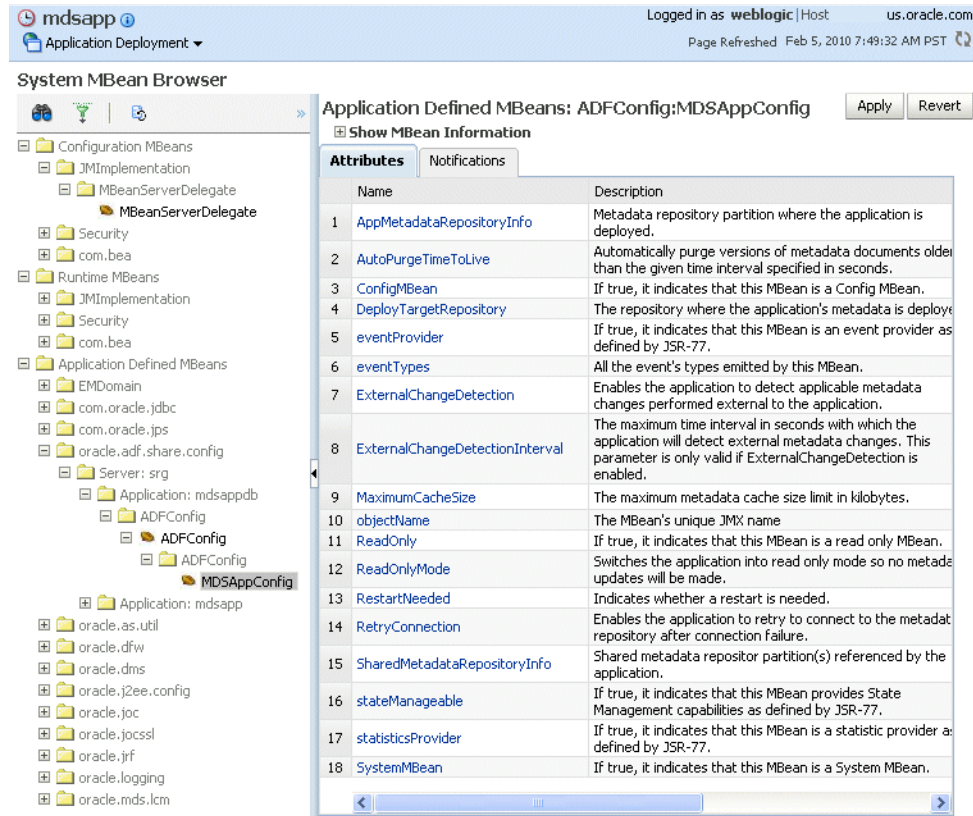 mdsapp
Logged in as weblogic|Host us.oracle.com
Application Deployment
Page Refreshed Feb 5, 2010 7:49:32 AM PST
System MBean Browser
Configuration MBeans
JMImplementation
MBeanServerDelegate
MBeanServerDelegate
Security
com.bea
Runtime MBeans
JMImplementation
Security
com.bea
Application Defined MBeans
EMDomain
com.oracle.jdbc
com.oracle.jps
oracle.adf.share.config
Server: srg
Application: mdsappdb
ADFConfig
ADFConfig
ADFConfig
MDSAppConfig
Application: mdsapp
oracle.as.util
oracle.dfw
oracle.dms
oracle.j2ee.config
oracle.joc
oracle.jocssl
oracle.jrf
oracle.logging
oracle.mds.lcm
Application Defined MBeans: ADFConfig:MDSAppConfig
Apply Revert
Show MBean Information
Attributes Notifications
Name Description
1 AppMetadataRepositoryInfo Metadata repository partition where the application is
deployed.
2 AutoPurgeTimeToLive Automatically purge versions of metadata documents older
than the given time interval specified in seconds.
3 ConfigMBean If true, it indicates that this MBean is a Config MBean.
4 DeployTargetRepository The repository where the application's metadata is deploye
5 eventProvider If true, it indicates that this MBean is an event provider as
defined by JSR-77.
6 eventTypes All the event's types emitted by this MBean.
7 ExternalChangeDetection Enables the application to detect applicable metadata
changes performed external to the application.
8 ExternalChangeDetectionInterval The maximum time interval in seconds with which the
application will detect external metadata changes. This
parameter is only valid if ExternalChangeDetection is
enabled.
9 MaximumCacheSize The maximum metadata cache size limit in kilobytes.
10 objectName The MBean's unique JMX name
11 ReadOnly If true, it indicates that this MBean is a read only MBean.
12 ReadOnlyMode Switches the application into read only mode so no metada
updates will be made.
13 RestartNeeded Indicates whether a restart is needed.
14 RetryConnection Enables the application to retry to connect to the metadat
repository after connection failure.
15 SharedMetadataRepositoryInfo Shared metadata repositor partition(s) referenced by the
application.
16 stateManageable If true, it indicates that this MBean provides State
Management capabilities as defined by JSR-77.
17 statisticsProvider If true, it indicates that this MBean is a statistic provider as
defined by JSR-77.
18 SystemMBean If true, it indicates that this MBean is a System MBean.